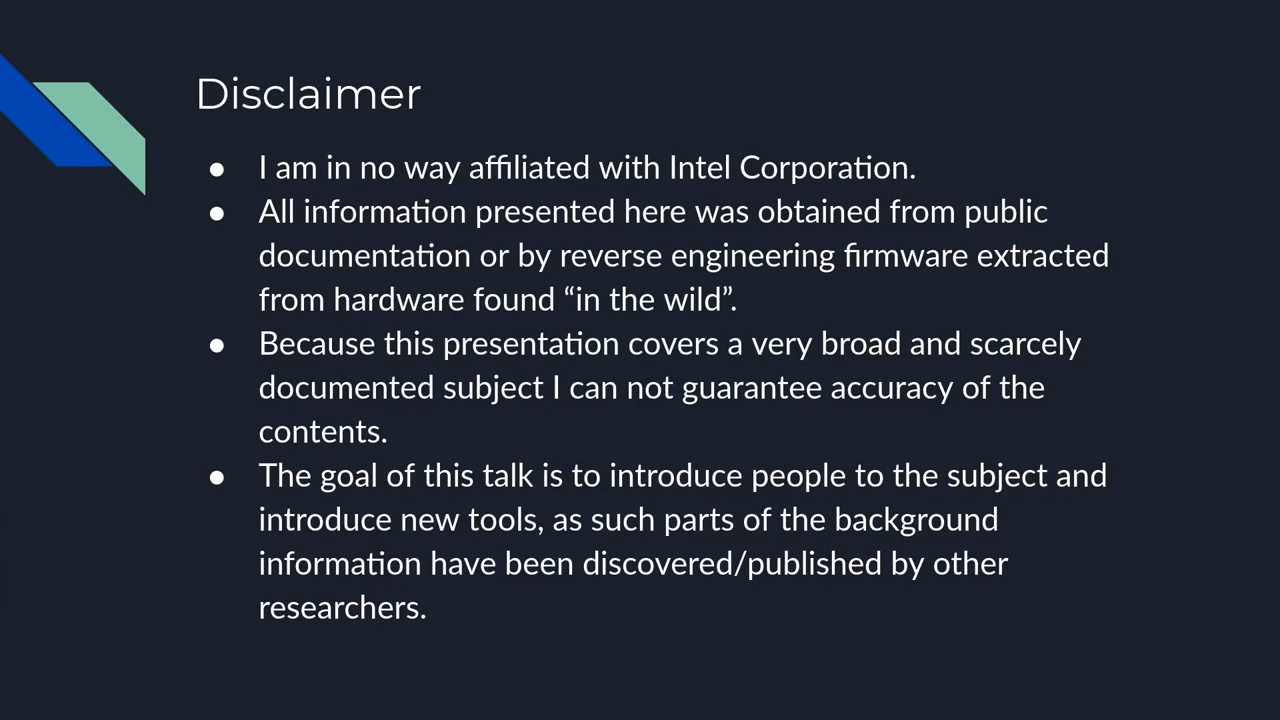 Disclaimer
● I am in no way affiliated with Intel Corporation.
● All information presented here was obtained from public
documentation or by reverse engineering firmware extracted
from hardware found “in the wild”.
● Because this presentation covers a very broad and scarcely
documented subject I can not guarantee accuracy of the
contents.
● The goal of this talk is to introduce people to the subject and
introduce new tools, as such parts of the background
information have been discovered/published by other
researchers.